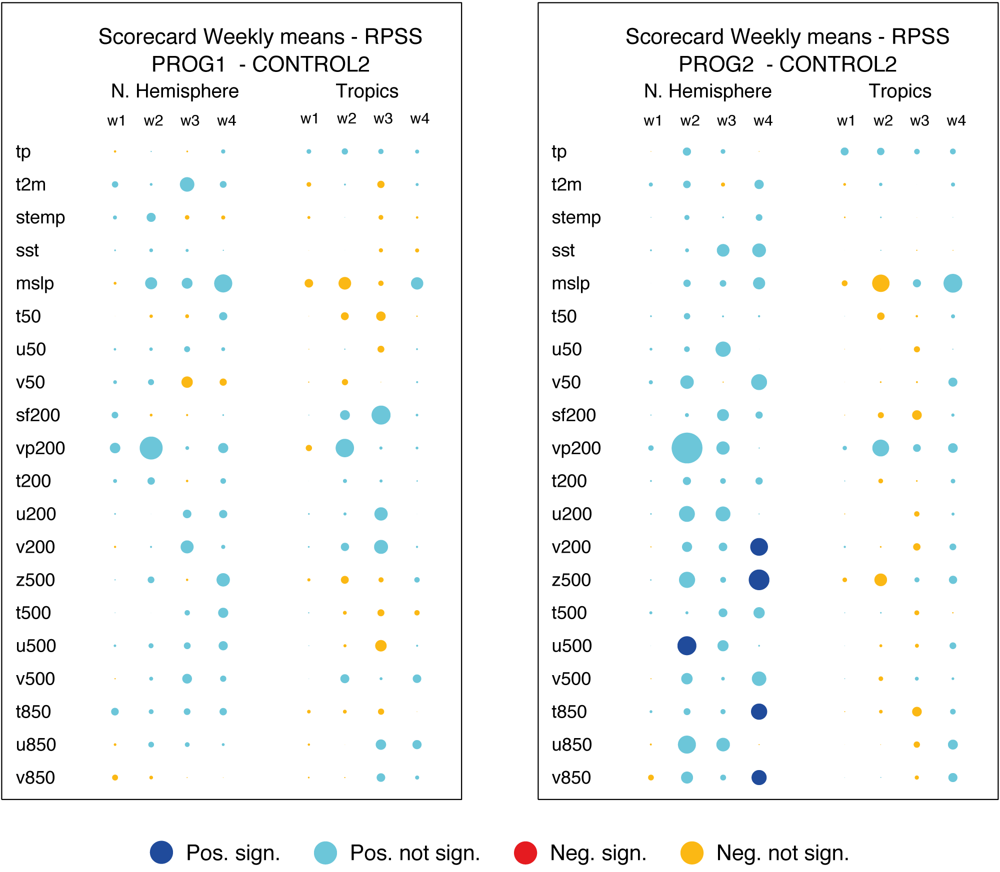 Scorecard Weekly means - RPSS
PROG1 - CONTROL2
N. Hemisphere Tropics
w1 w2 w3 w4 w1 w2 w3 w4
tp
t2m
stemp
sst
mslp
t50
u50
v50
sf200
vp200
t200
u200
v200
z500
t500
u500
v500
t850
u850
v850
Scorecard Weekly means - RPSS
PROG2 - CONTROL2
N. Hemisphere Tropics
w1 w2 w3 w4 w1 w2 w3 w4
tp
t2m
stemp
sst
mslp
t50
u50
v50
sf200
vp200
t200
u200
v200
z500
t500
u500
v500
t850
u850
v850
Pos. sign. Pos. not sign. Neg. sign. Neg. not sign.